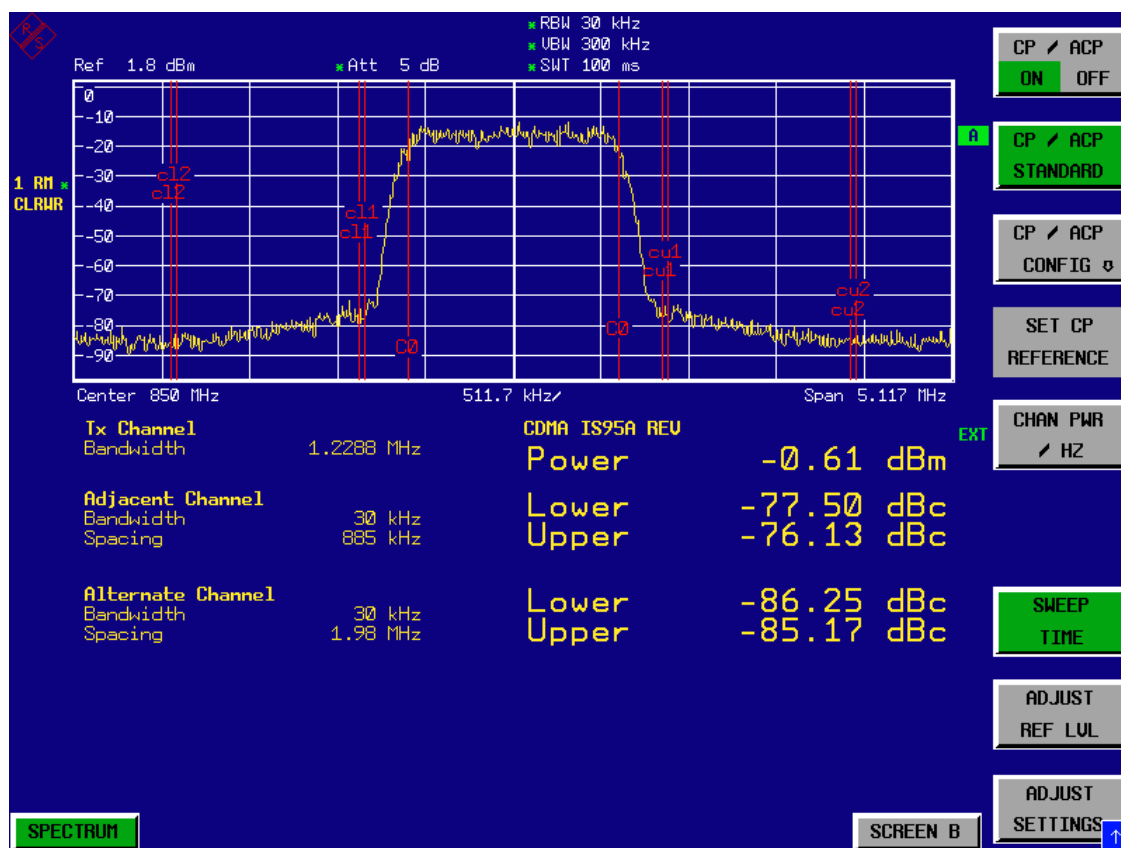 R S
* RBW 30 kHz
* VBW 300 kHz
Ref 1.8 dBm * Att 5 dB * SWT 100 ms
0
-10
-20
-30
-40
-50
-60
-70
-80
-90
A
1 RM *
CLRWR
cl2
cl2
cl1
cl1
C0
C0
cu1
cu1
cu2
cu2
Center 850 MHz 511.7 kHz/ Span 5.117 MHz
Tx Channel CDMA IS95A REV
EXT
Bandwidth 1.2288 MHz Power -0.61 dBm
Adjacent Channel Lower -77.50 dBc
Bandwidth 30 kHz
Spacing 885 kHz Upper -76.13 dBc
Alternate Channel Lower -86.25 dBc
Bandwidth 30 kHz
Spacing 1.98 MHz Upper -85.17 dBc
CP / ACP
ON OFF
CP / ACP
STANDARD
CP / ACP
CONFIG
SET CP
REFERENCE
CHAN PWR
/ HZ
SWEEP
TIME
ADJUST
REF LVL
ADJUST
SETTINGS ↑
SPECTRUM SCREEN B